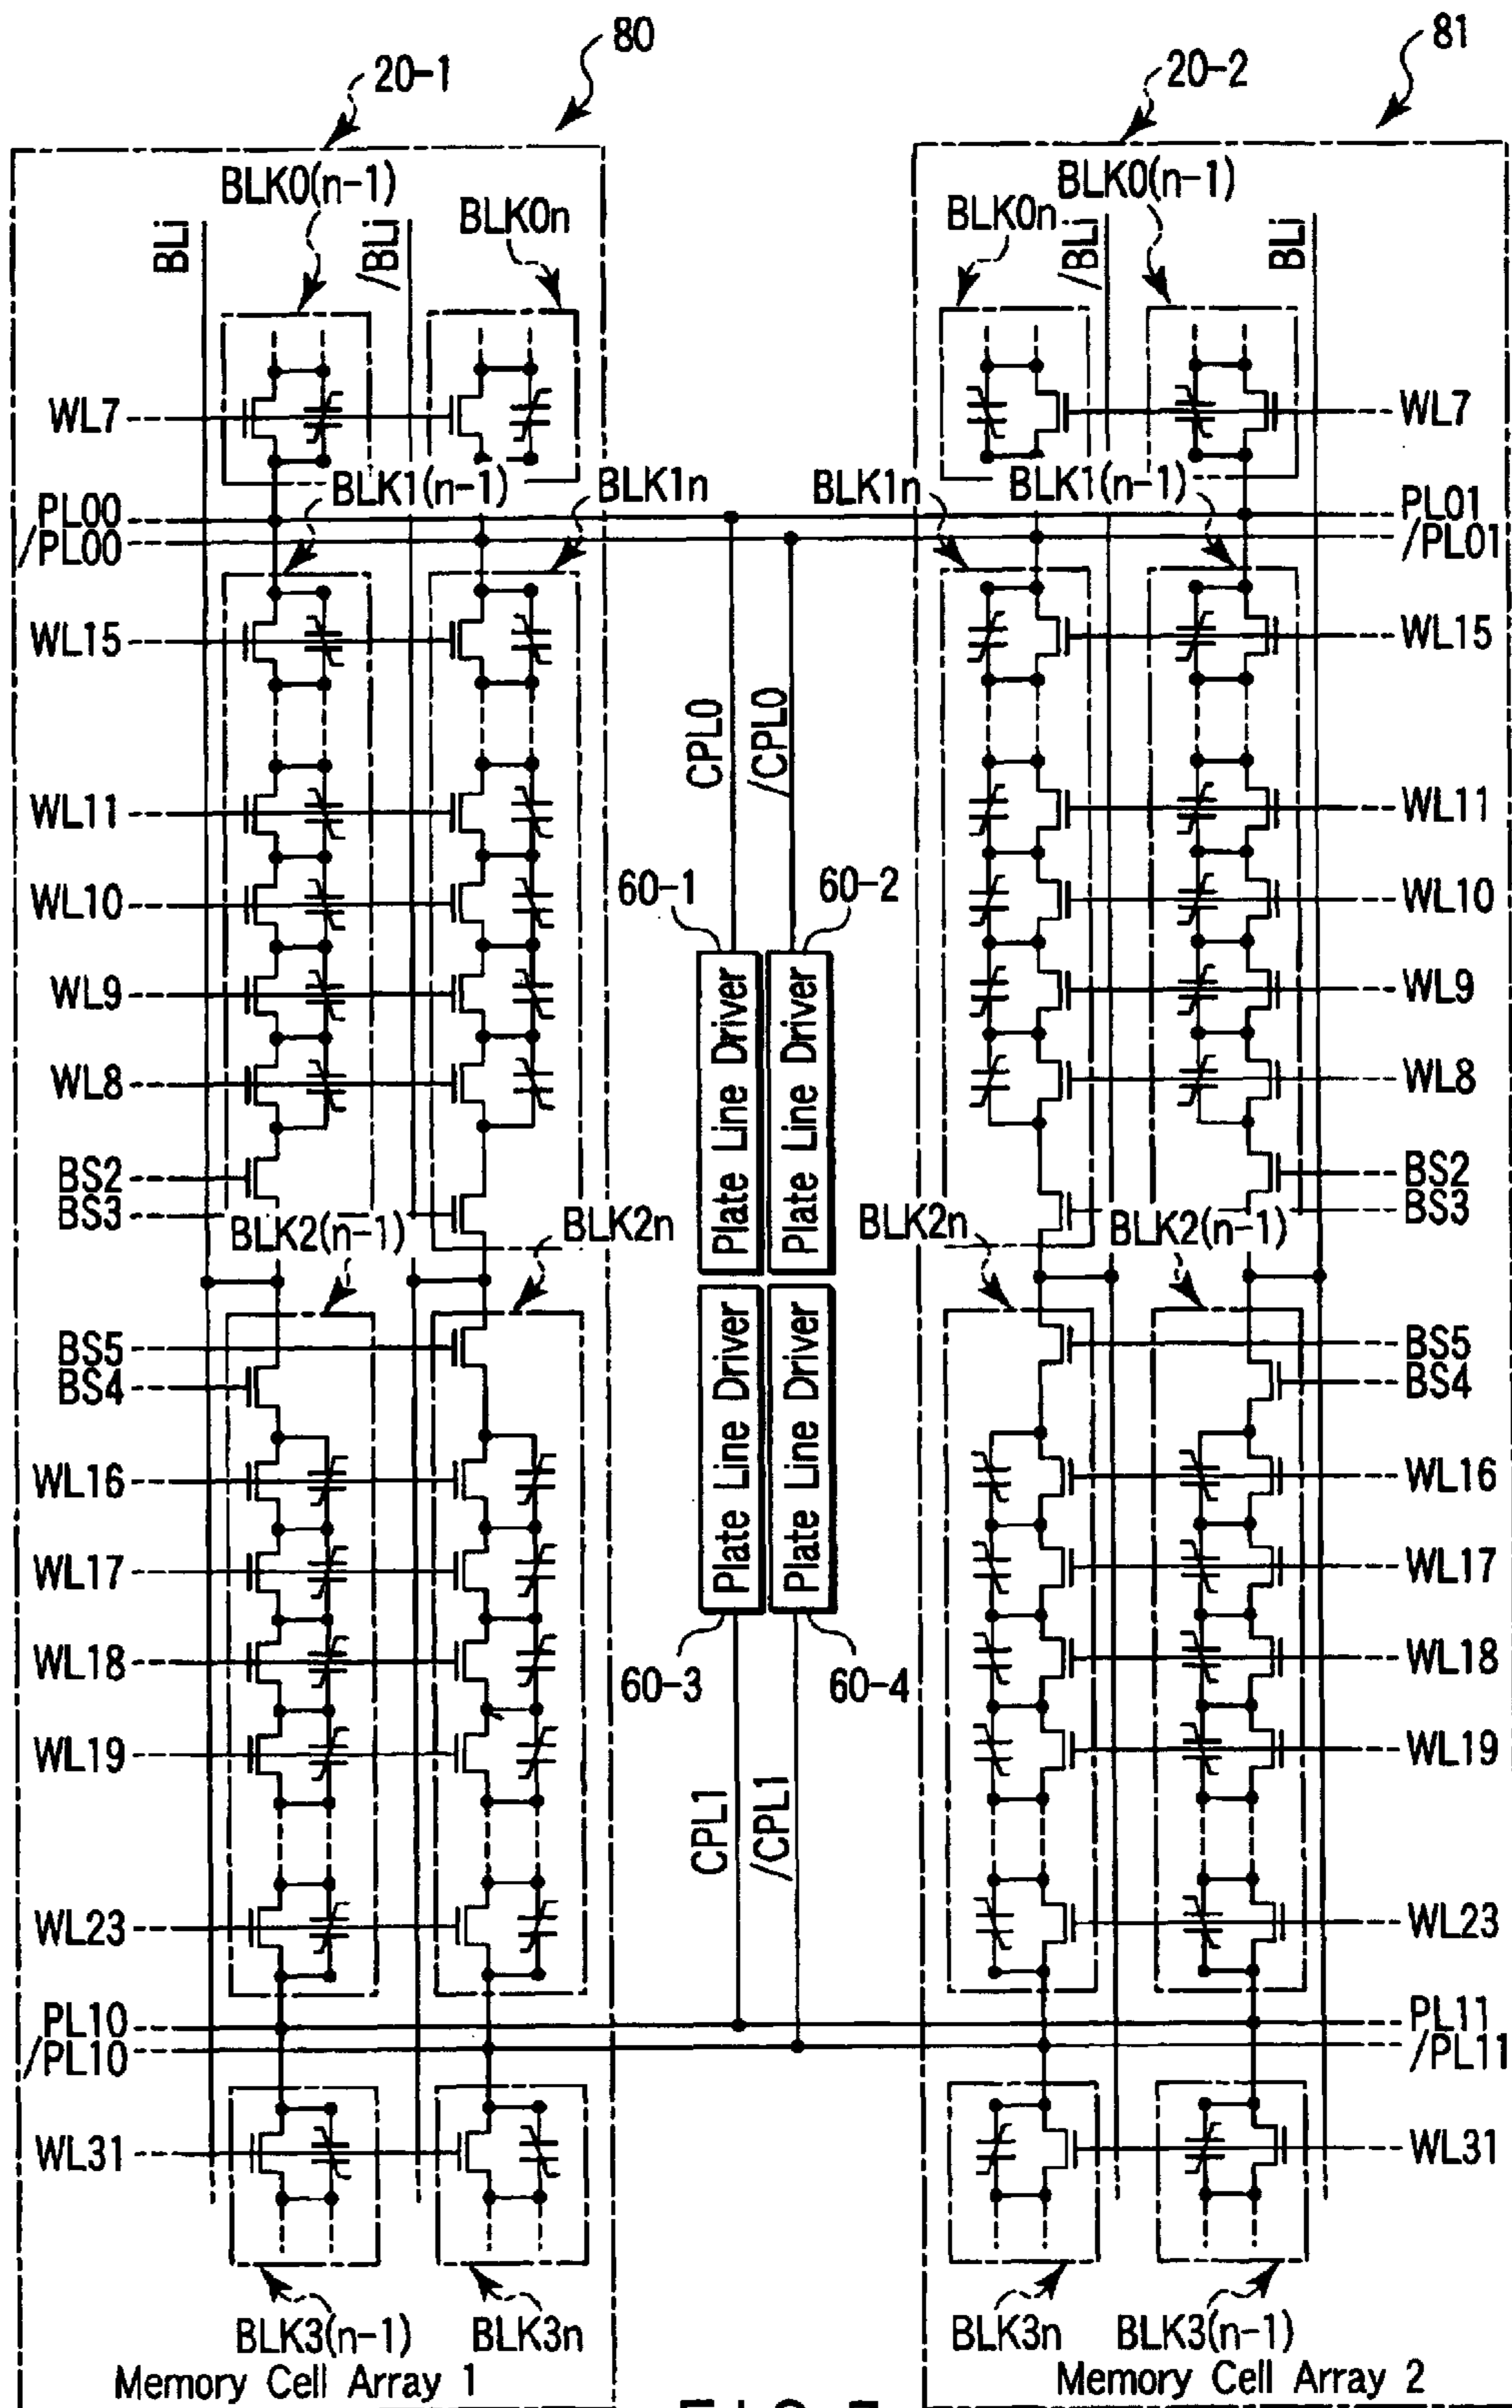 80
81
20-1
20-2
BLK0(n-1)
BLK0n
BLK0(n-1)
BLK0n
BLi
/BLi
/BLi
BLi
WL7
WL7
BLK1(n-1)
BLK1n
BLK1n
BLK1(n-1)
PL00
/PL00
PL01
/PL01
WL15
WL15
CPL0
/CPL0
WL11
WL11
60-1
60-2
WL10
WL10
WL9
WL9
WL8
WL8
Plate Line Driver
Plate Line Driver
BS2
BS3
BS2
BS3
BLK2(n-1)
BLK2n
BLK2n
BLK2(n-1)
BS5
BS4
BS5
BS4
Plate Line Driver
Plate Line Driver
WL16
WL16
WL17
WL17
WL18
WL18
60-3
60-4
WL19
WL19
CPL1
/CPL1
WL23
WL23
PL10
/PL10
PL11
/PL11
WL31
WL31
BLK3(n-1)
BLK3n
BLK3n
BLK3(n-1)
Memory Cell Array 1
Memory Cell Array 2